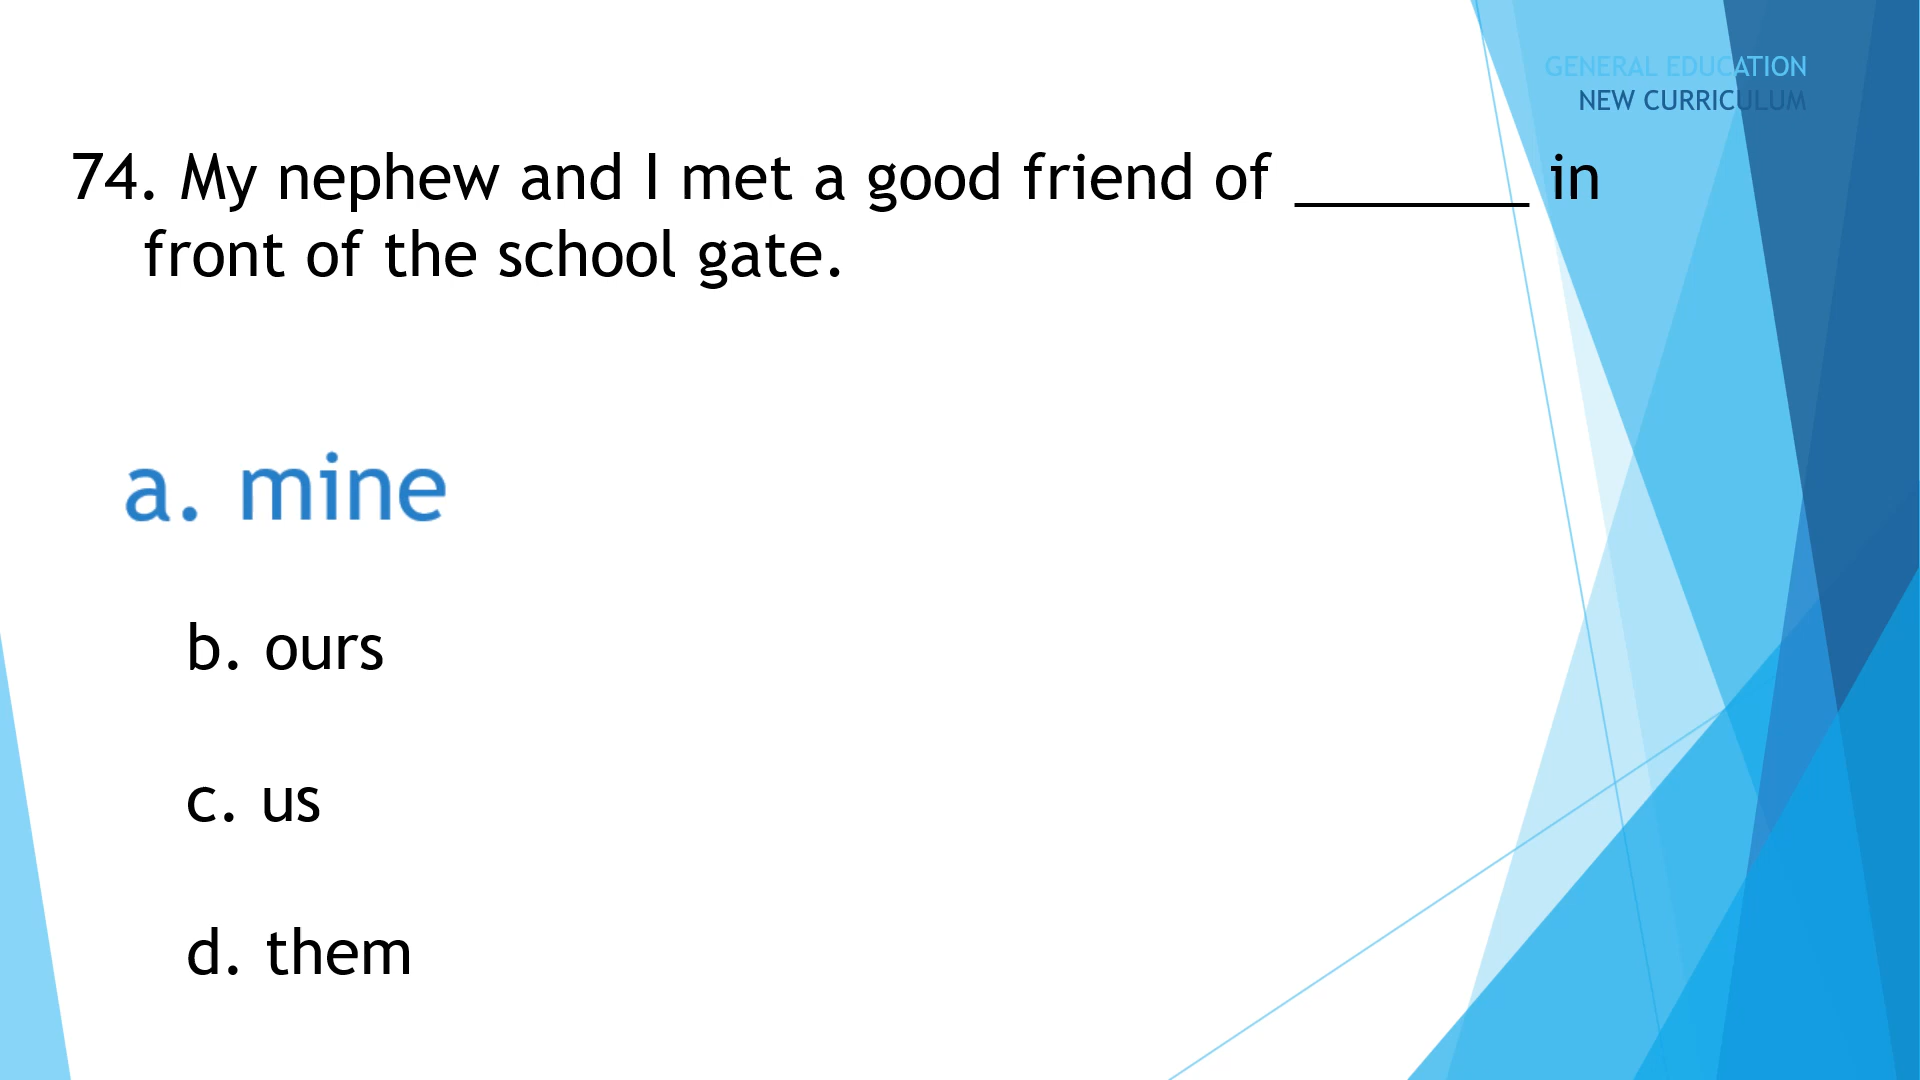 GENERAL EDUCATION
NEW CURRICULUM
74. My nephew and I met a good friend of _______ in
front of the school gate.
a. mine
b. ours
c. us
d. them